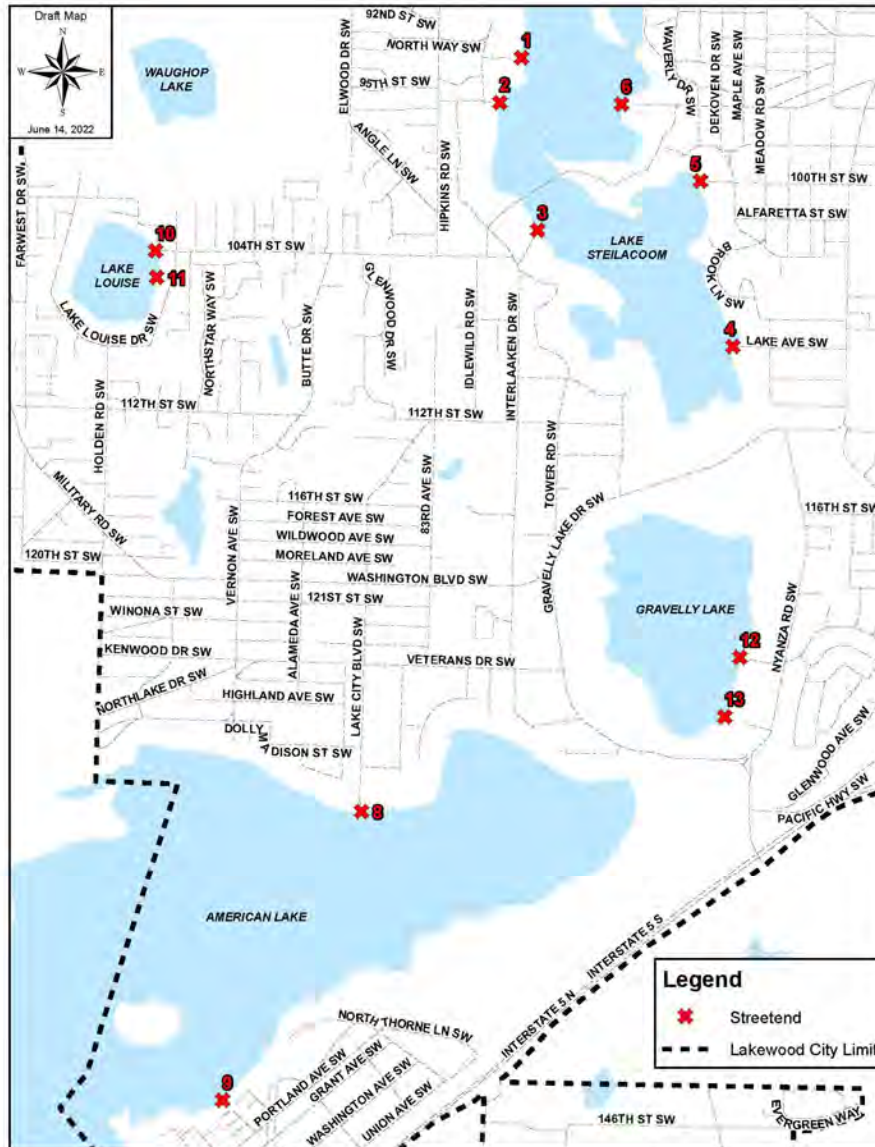 Draft Map
N
W
E
S
June 14, 2022
WAUGHOP
LAKE
92ND ST SW
NORTH WAY SW
95TH ST SW
ELWOOD DR SW
ANGLE LN SW
HIPKINS RD SW
1
2
6
WAVERLY DR SW
DEKOVEN DR SW
MAPLE AVE SW
MEADOW RD SW
5
100TH ST SW
ALFARETTA ST SW
3
LAKE
STEILACOOM
BROOK LN SW
4
LAKE AVE SW
FARWEST DR SW
10
104TH ST SW
LAKE
LOUISE
11
LAKE LOUISE DR SW
NORTHSTAR WAY SW
BUTTE DR SW
GLENWOOD DR SW
IDLEWILD RD SW
INTERLAAKEN DR SW
112TH ST SW
112TH ST SW
HOLDEN RD SW
TOWER RD SW
MILITARY RD SW
83RD AVE SW
GRAVELLY LAKE DR SW
116TH ST SW
116TH ST SW
FOREST AVE SW
WILDWOOD AVE SW
MORELAND AVE SW
VERNON AVE SW
120TH ST SW
WASHINGTON BLVD SW
121ST ST SW
ALAMEDA AVE SW
WINONA ST SW
GRAVELLY LAKE
NYANZA RD SW
12
KENWOOD DR SW
VETERANS DR SW
LAKE CITY BLVD SW
NORTHLAKE DR SW
HIGHLAND AVE SW
13
DOLLY MA
DISON ST SW
GLENWOOD AVE SW
PACIFIC HWY SW
8
AMERICAN LAKE
INTERSTATE 5 S
INTERSTATE 5 N
NORTH THORNE LN SW
PORTLAND AVE SW
GRANT AVE SW
WASHINGTON AVE SW
UNION AVE SW
9
Legend
Streetend
Lakewood City Limit
146TH ST SW
EVERGREEN WAY